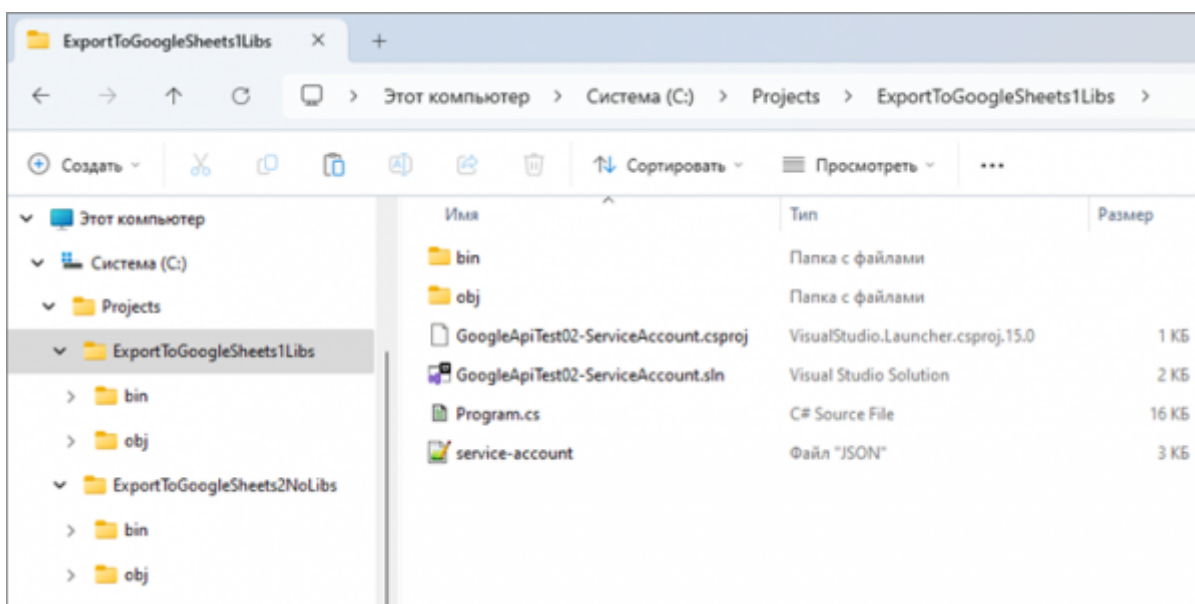 ExportToGoogleSheets1Libs
Этот компьютер > Система (C:) > Projects > ExportToGoogleSheets1Libs >
Создать Сортировать Просмотреть ...
Этот компьютер
Система (C:)
Projects
ExportToGoogleSheets1Libs
bin
obj
ExportToGoogleSheets2NoLibs
bin
obj
Имя Тип Размер
bin Папка с файлами
obj Папка с файлами
GoogleApiTest02-ServiceAccount.csproj VisualStudio.Launcher.csproj.15.0 1 КБ
GoogleApiTest02-ServiceAccount.sln Visual Studio Solution 2 КБ
Program.cs C# Source File 16 КБ
service-account Файл "JSON" 3 КБ